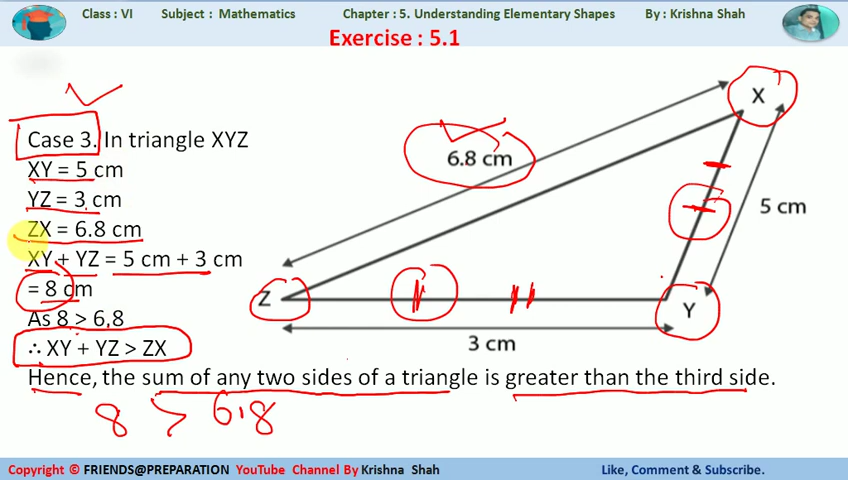 Class : VI Subject : Mathematics Chapter : 5. Understanding Elementary Shapes By : Krishna Shah
Exercise : 5.1
Case 3. In triangle XYZ
XY = 5 cm
YZ = 3 cm
ZX = 6.8 cm
XY + YZ = 5 cm + 3 cm
= 8 cm
As 8 > 6,8
∴ XY + YZ > ZX
Hence, the sum of any two sides of a triangle is greater than the third side.
8 > 6.8
X
6.8 cm
5 cm
Z
Y
3 cm
Copyright © FRIENDS@PREPARATION YouTube Channel By Krishna Shah Like, Comment & Subscribe.